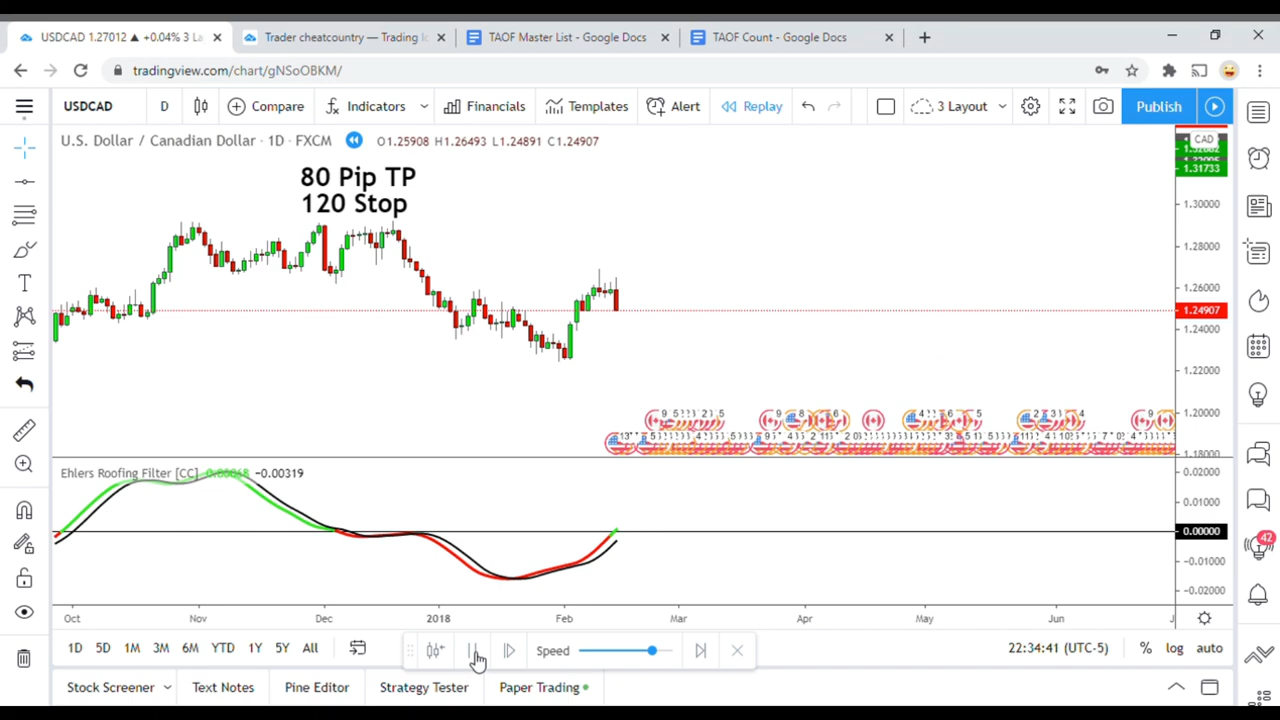 USDCAD 1.27012 ▲ +0.04% 3 La
Trader cheatcountry — Trading Id
TAOF Master List - Google Docs
TAOF Count - Google Docs
tradingview.com/chart/gNSoOBKM/
USDCAD D Compare Indicators Financials Templates Alert Replay 3 Layout Publish
U.S. Dollar / Canadian Dollar · 1D · FXCM O1.25908 H1.26493 L1.24891 C1.24907
CAD
1.31733
80 Pip TP
120 Stop
1.30000
1.28000
1.26000
1.24907
1.24000
1.22000
1.20000
1.18000
Ehlers Roofing Filter [CC] 0.00068 −0.00319
0.02000
0.01000
0.00000
−0.01000
−0.02000
42
Oct Nov Dec 2018 Feb Mar Apr May Jun
1D 5D 1M 3M 6M YTD 1Y 5Y All Speed 22:34:41 (UTC-5) % log auto
Stock Screener Text Notes Pine Editor Strategy Tester Paper Trading